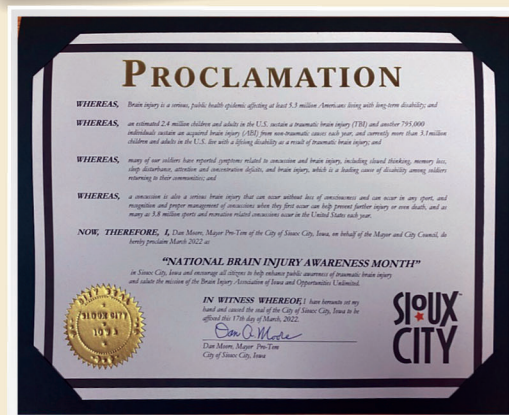 PROCLAMATION
WHEREAS, Brain injury is a serious, public health epidemic affecting at least 5.3 million Americans living with long-term disability; and
WHEREAS, an estimated 2.4 million children and adults in the U.S. sustain a traumatic brain injury (TBI) and another 795,000
individuals sustain an acquired brain injury (ABI) from non-traumatic causes each year, and currently more than 5.3million
children and adults in the U.S. live with a lifelong disability as a result of traumatic brain injury; and
WHEREAS, many of our soldiers have reported symptoms related to concussion and brain injury, including slowed thinking, memory loss,
sleep disturbance, attention and concentration deficits, and brain injury, which is a leading cause of disability among soldiers
returning to their communities; and
WHEREAS, a concussion is also a serious brain injury that can occur without loss of consciousness and can occur in any sport, and
recognition and proper management of concussions when they first occur can help prevent further injury or even death, and as
many as 3.8 million sports and recreation related concussions occur in the United States each year.
NOW, THEREFORE, I, Dan Moore, Mayor Pro-Tem of the City of Sioux City, Iowa, on behalf of the Mayor and City Council, do
hereby proclaim March 2022 as
“NATIONAL BRAIN INJURY AWARENESS MONTH”
in Sioux City, Iowa and encourage all citizens to help enhance public awareness of traumatic brain injury
and salute the mission of the Brain Injury Association of Iowa and Opportunities Unlimited.
IN WITNESS WHEREOF, I have hereunto set my
hand and caused the seal of the City of Sioux City, Iowa to be
affixed this 17th day of March, 2022.
Dan A. Moore
Dan Moore, Mayor Pro-Tem
City of Sioux City, Iowa
SIOUX CITY
IOWA
SIOUX
CITY